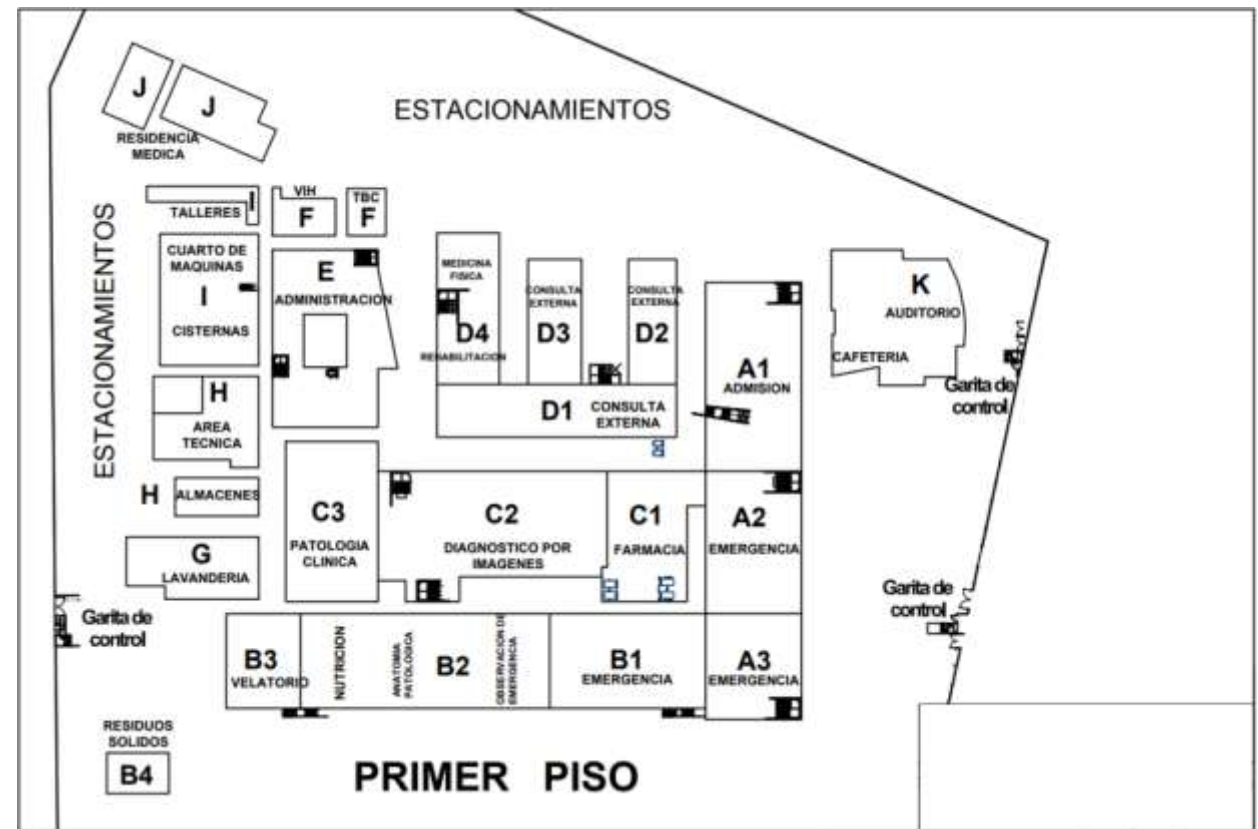 J
J
RESIDENCIA
MEDICA
ESTACIONAMIENTOS
ESTACIONAMIENTOS
I
TALLERES
VIH
F
TBC
F
CUARTO DE
MAQUINAS
I
CISTERNAS
E
ADMINISTRACION
MEDICINA
FISICA
D4
REHABILITACION
CONSULTA
EXTERNA
D3
CONSULTA
EXTERNA
D2
A1
ADMISION
K
AUDITORIO
CAFETERIA
Garita de
control
H
AREA
TECNICA
D1
CONSULTA
EXTERNA
H
ALMACENES
C3
PATOLOGIA
CLINICA
C2
DIAGNOSTICO POR
IMAGENES
C1
FARMACIA
A2
EMERGENCIA
G
LAVANDERIA
Garita de
control
Garita de
control
B3
VELATORIO
NUTRICION
ANATOMIA
PATOLOGICA
B2
OBSERVACION DE
EMERGENCIA
B1
EMERGENCIA
A3
EMERGENCIA
RESIDUOS
SOLIDOS
B4
PRIMER PISO